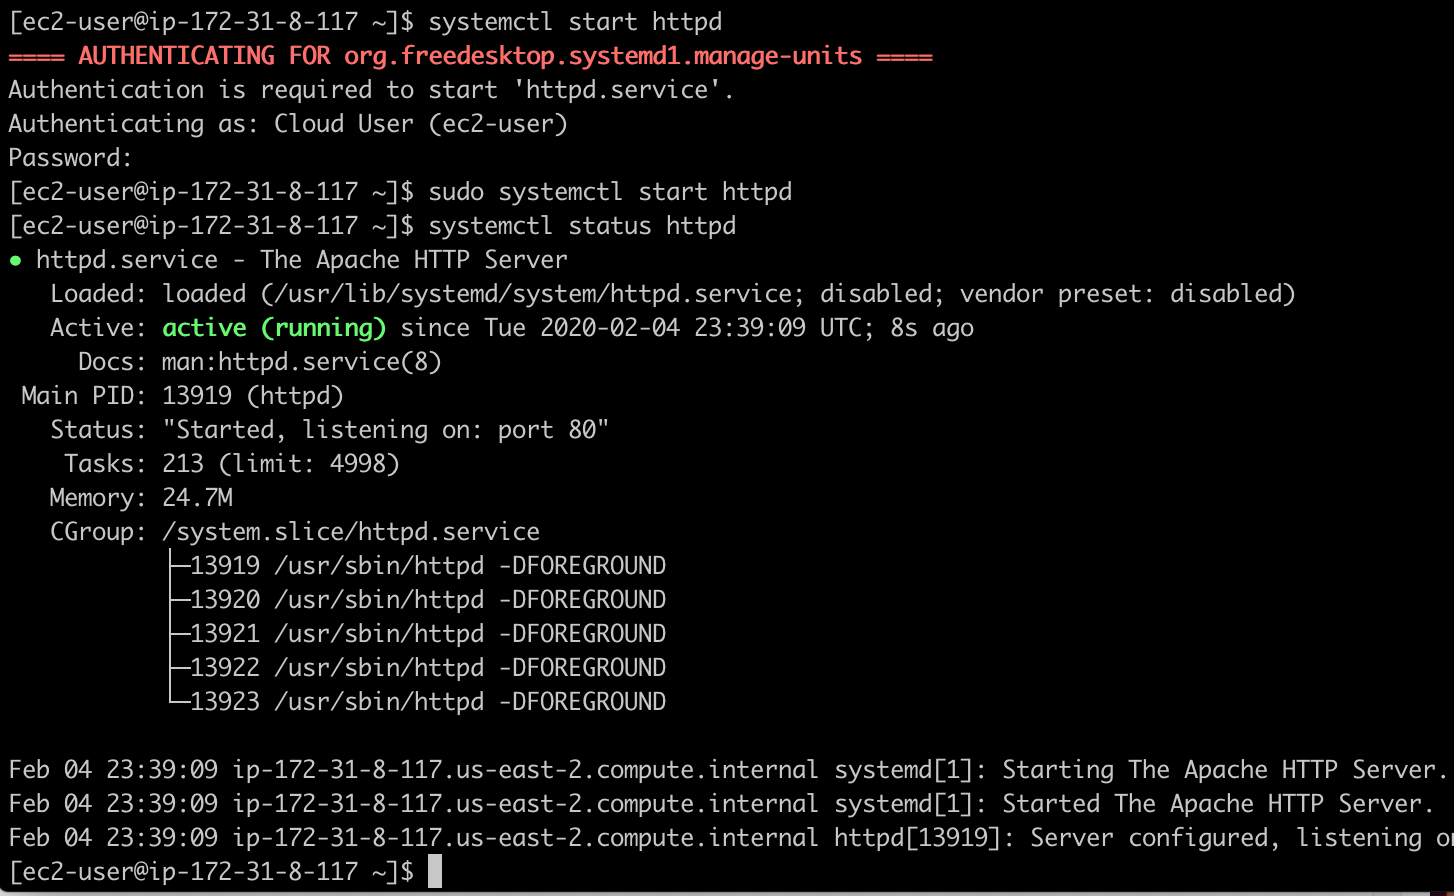 [ec2-user@ip-172-31-8-117 ~]$ systemctl start httpd
==== AUTHENTICATING FOR org.freedesktop.systemd1.manage-units ====
Authentication is required to start 'httpd.service'.
Authenticating as: Cloud User (ec2-user)
Password:
[ec2-user@ip-172-31-8-117 ~]$ sudo systemctl start httpd
[ec2-user@ip-172-31-8-117 ~]$ systemctl status httpd
● httpd.service - The Apache HTTP Server
   Loaded: loaded (/usr/lib/systemd/system/httpd.service; disabled; vendor preset: disabled)
   Active: active (running) since Tue 2020-02-04 23:39:09 UTC; 8s ago
     Docs: man:httpd.service(8)
 Main PID: 13919 (httpd)
   Status: "Started, listening on: port 80"
    Tasks: 213 (limit: 4998)
   Memory: 24.7M
   CGroup: /system.slice/httpd.service
           ├─13919 /usr/sbin/httpd -DFOREGROUND
           ├─13920 /usr/sbin/httpd -DFOREGROUND
           ├─13921 /usr/sbin/httpd -DFOREGROUND
           ├─13922 /usr/sbin/httpd -DFOREGROUND
           └─13923 /usr/sbin/httpd -DFOREGROUND

Feb 04 23:39:09 ip-172-31-8-117.us-east-2.compute.internal systemd[1]: Starting The Apache HTTP Server.
Feb 04 23:39:09 ip-172-31-8-117.us-east-2.compute.internal systemd[1]: Started The Apache HTTP Server.
Feb 04 23:39:09 ip-172-31-8-117.us-east-2.compute.internal httpd[13919]: Server configured, listening
[ec2-user@ip-172-31-8-117 ~]$